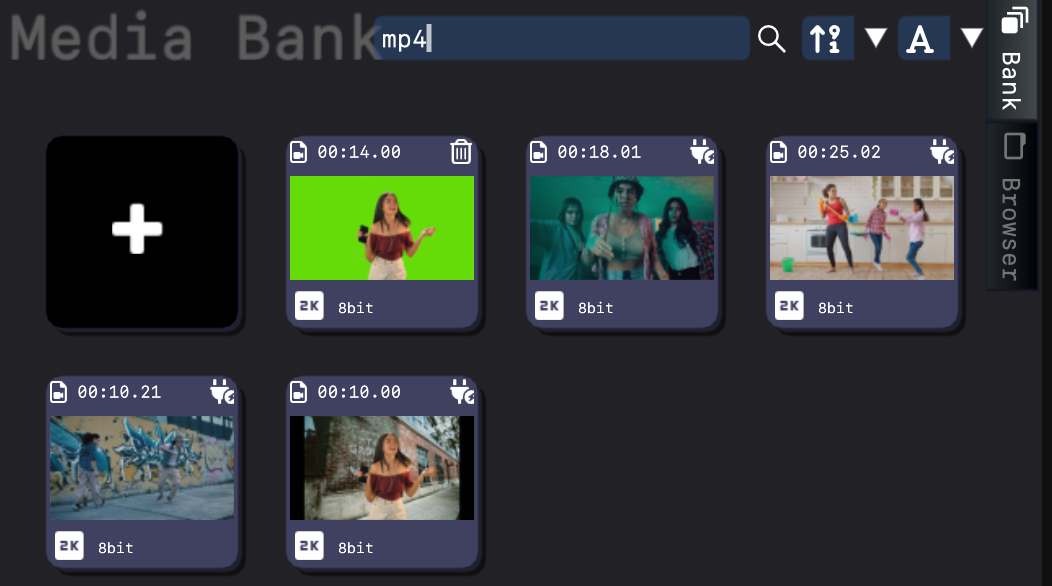 Media Bank
mp4
A
Bank
Browser
00:14.00
2K 8bit
00:18.01
2K 8bit
00:25.02
2K 8bit
00:10.21
2K 8bit
00:10.00
2K 8bit